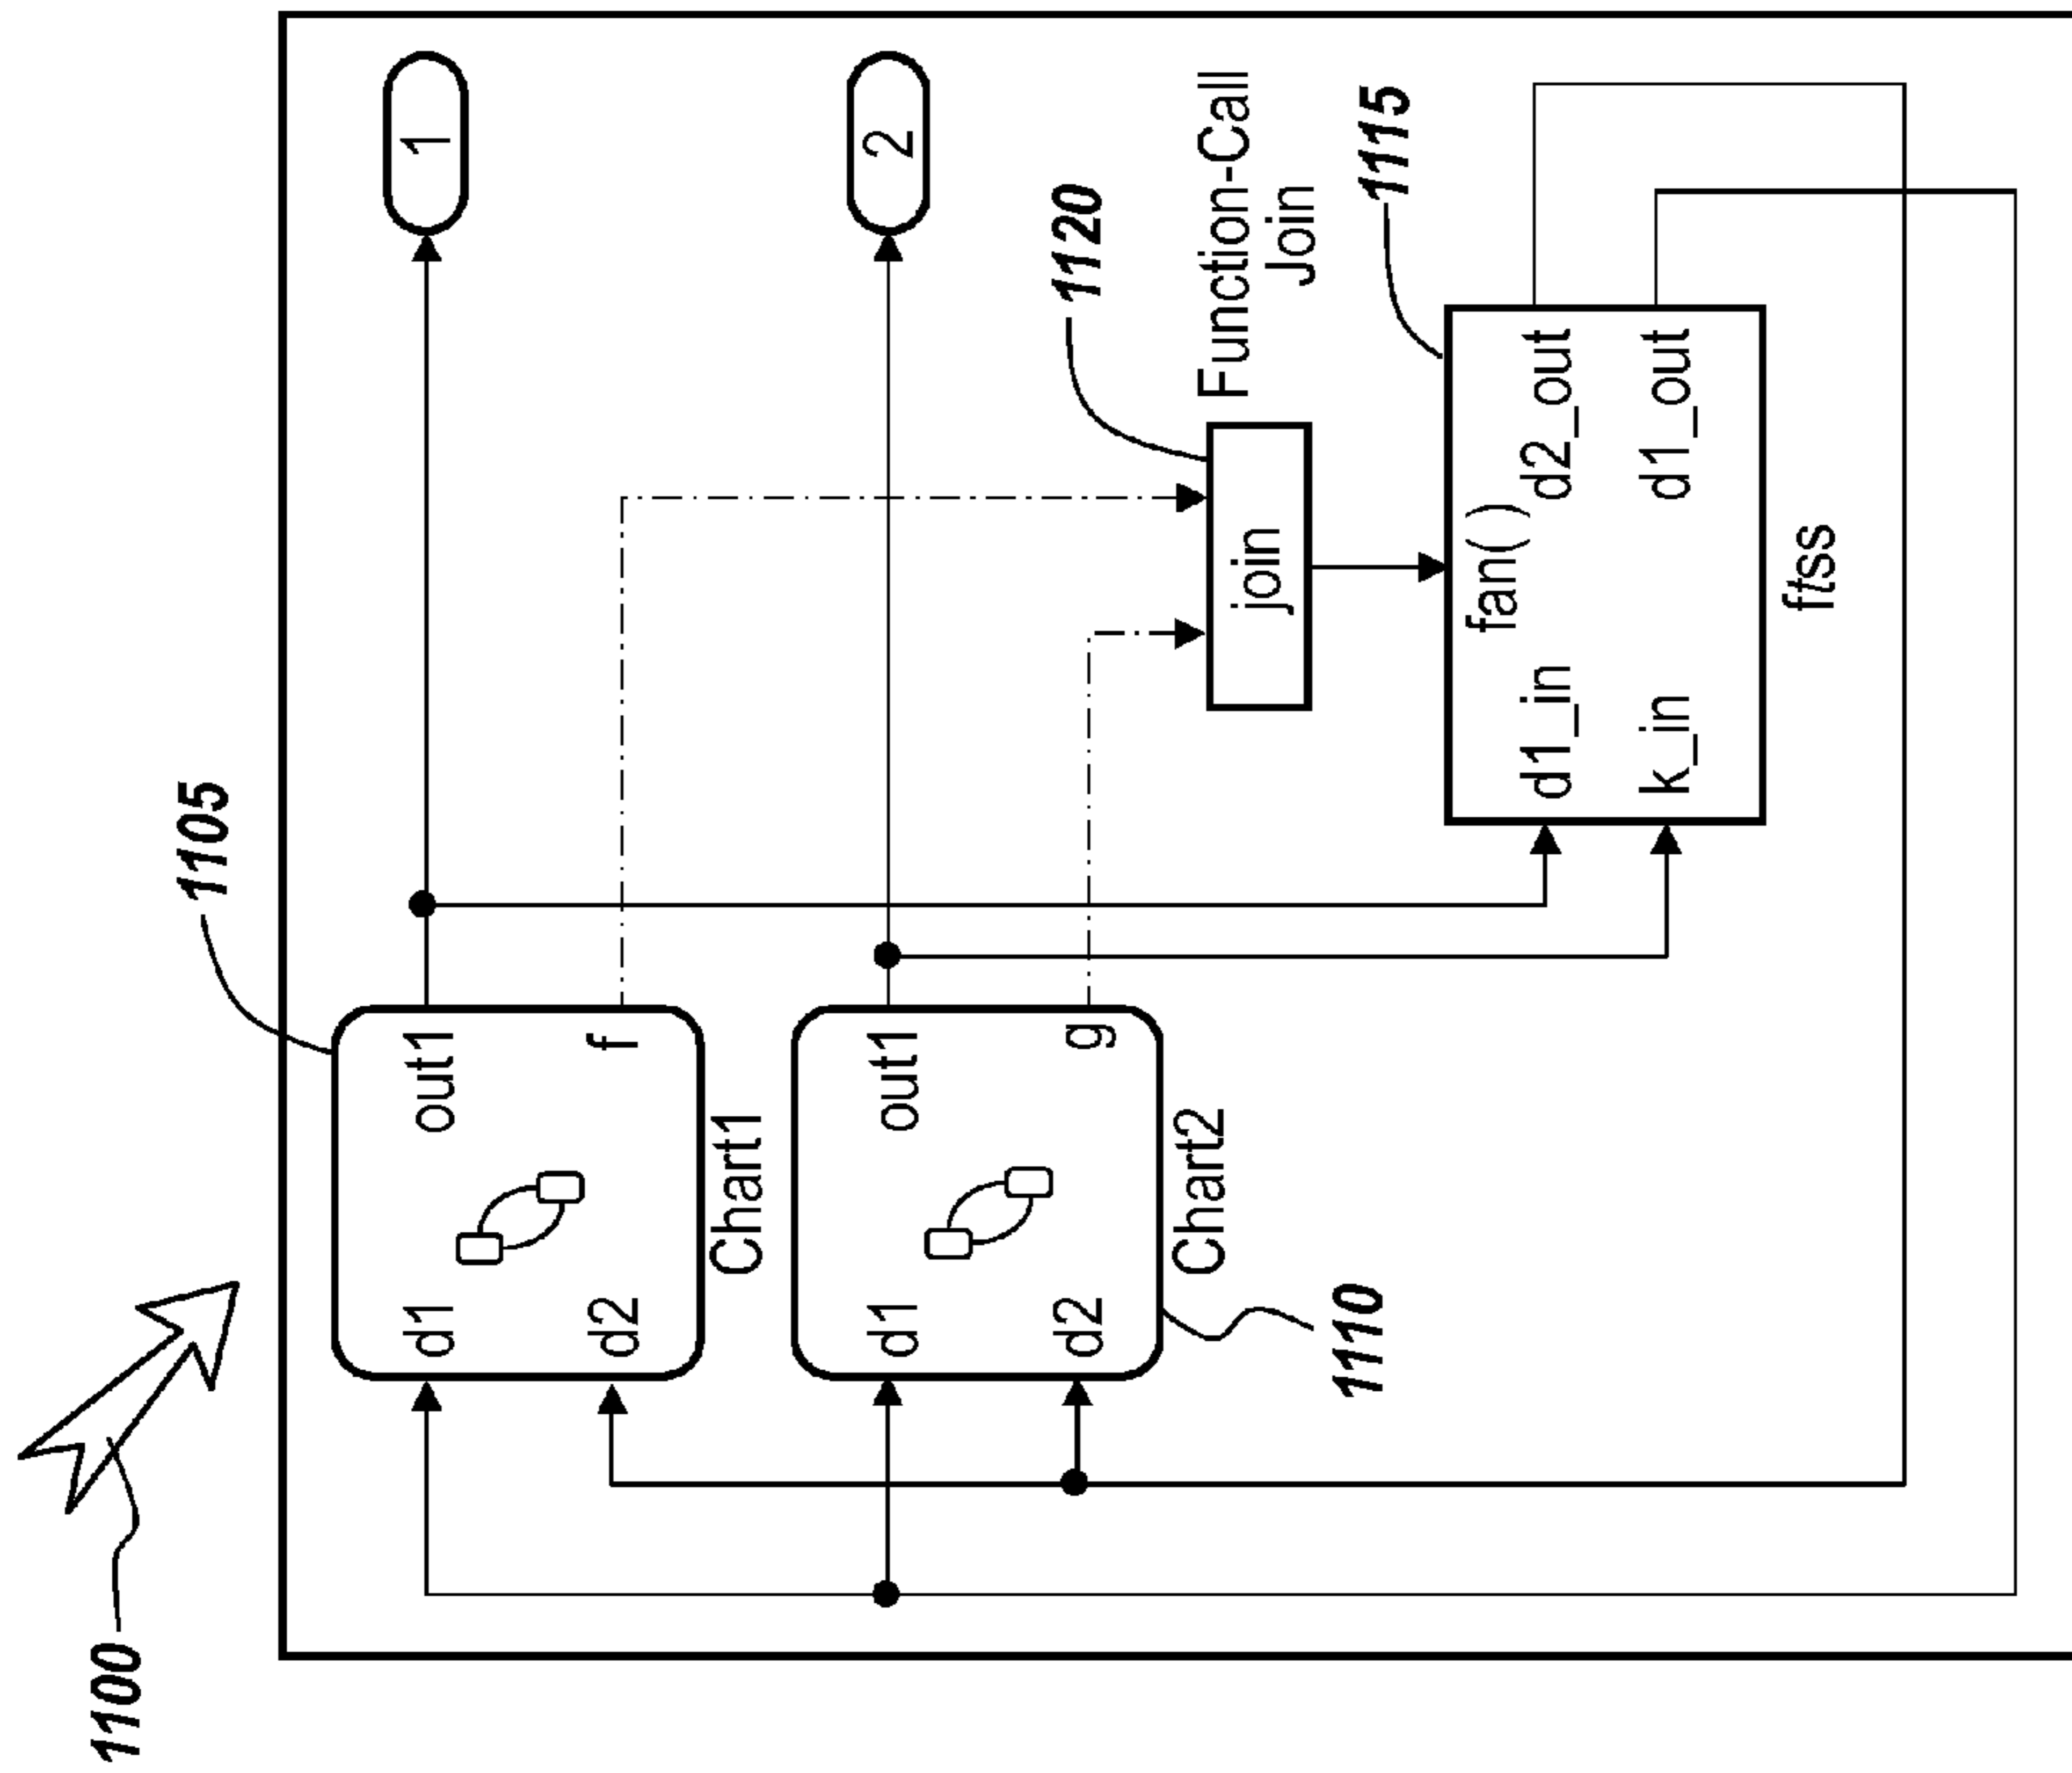 1100
1105
d1
out1
1
d2
f
Chart1
d1
out1
2
d2
g
Chart2
1110
1120
Function-Call
Join
join
1115
fan( )
d1_in
d2_out
k_in
d1_out
ftss